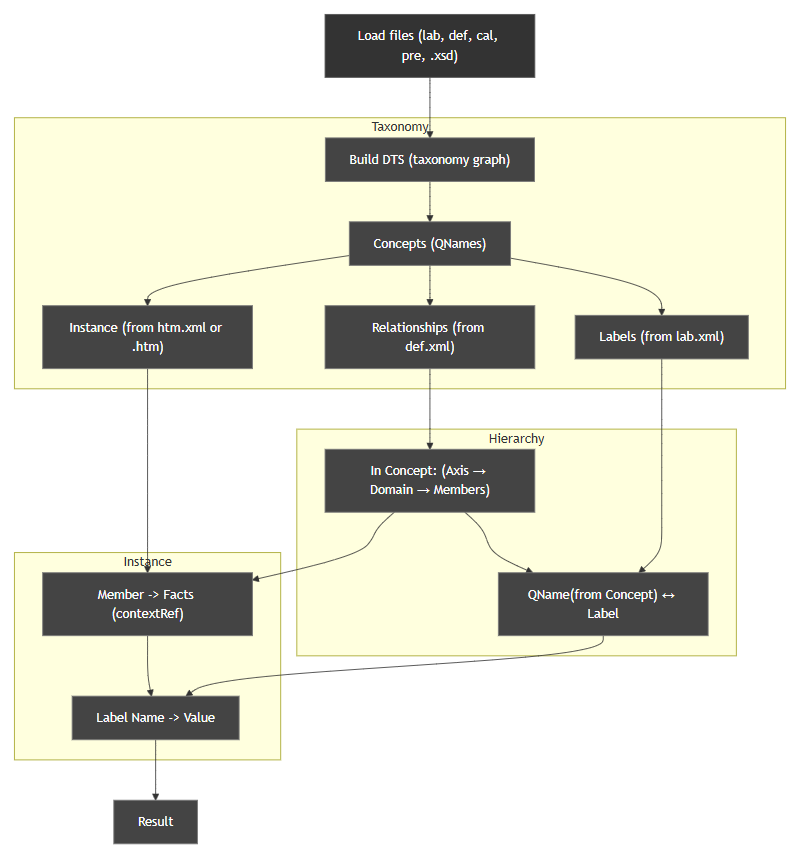 Load files (lab, def, cal,
pre, .xsd)
Taxonomy
Build DTS (taxonomy graph)
Concepts (QNames)
Instance (from htm.xml or
.htm)
Relationships (from
def.xml)
Labels (from lab.xml)
Hierarchy
In Concept: (Axis →
Domain → Members)
Instance
Member -> Facts
(contextRef)
QName(from Concept) ↔
Label
Label Name -> Value
Result